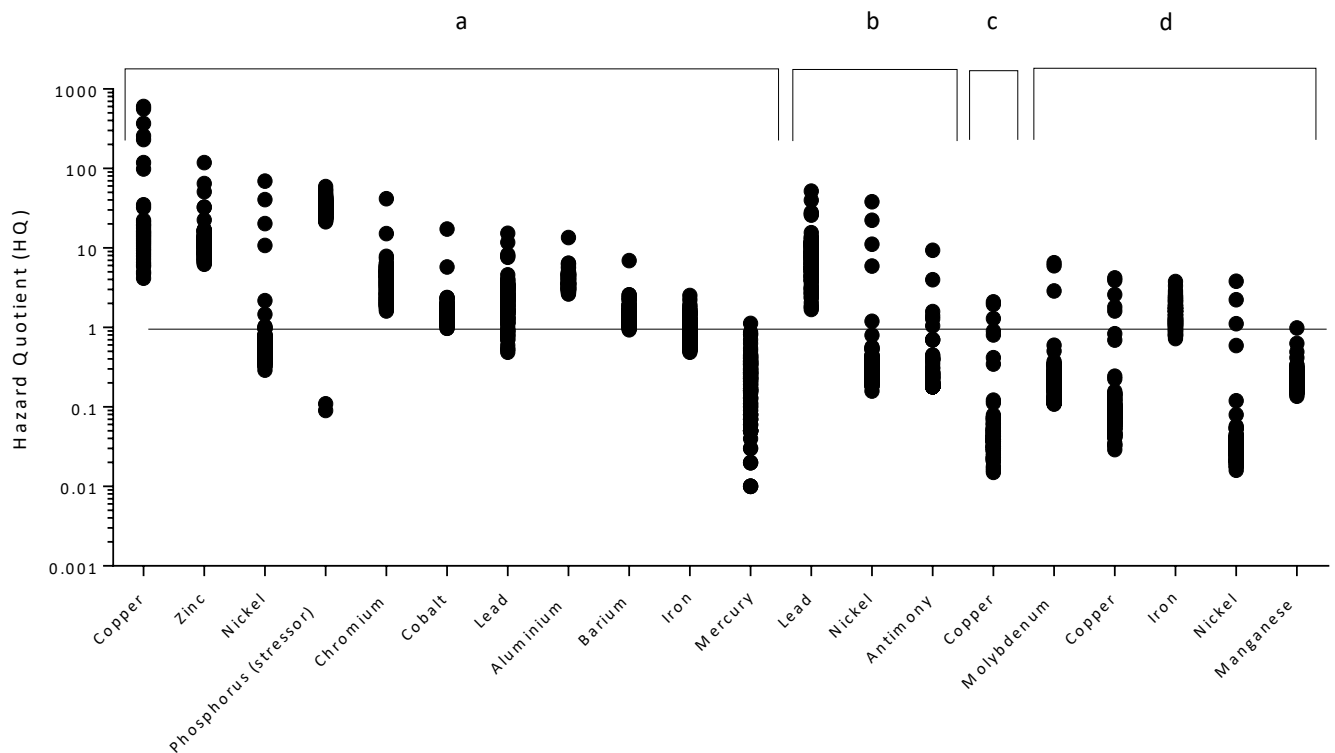 a
b
c
d
1000
100
10
1
0.1
0.01
0.001
Hazard Quotient (HQ)
Copper
Zinc
Nickel
Phosphorus (stressor)
Chromium
Cobalt
Lead
Aluminium
Barium
Iron
Mercury
Lead
Nickel
Antimony
Copper
Molybdenum
Copper
Iron
Nickel
Manganese